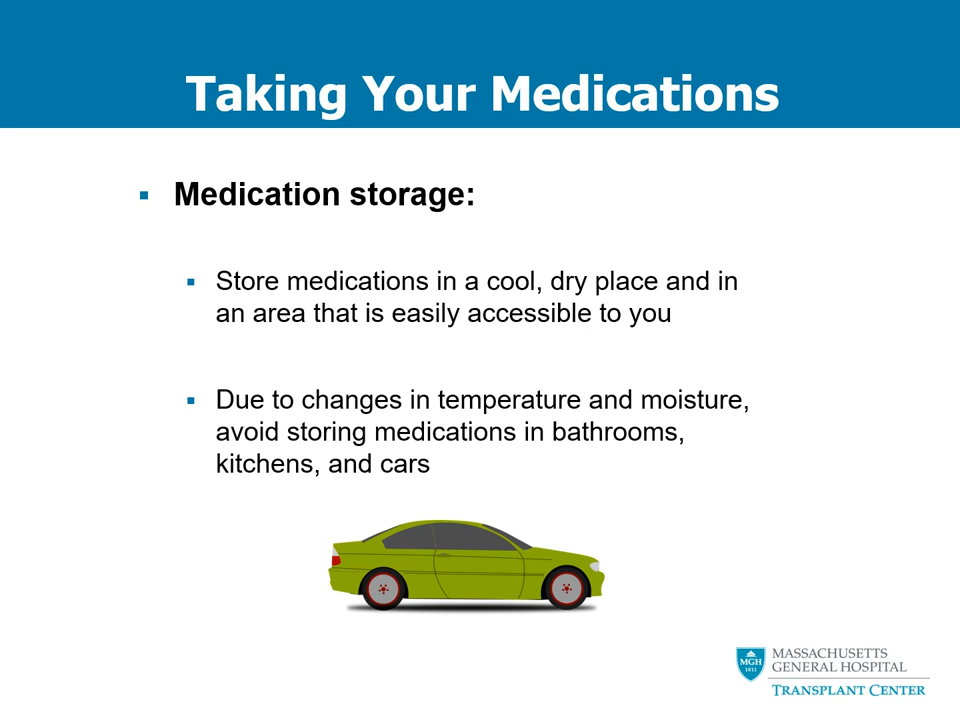 Taking Your Medications
Medication storage:
Store medications in a cool, dry place and in
an area that is easily accessible to you
Due to changes in temperature and moisture,
avoid storing medications in bathrooms,
kitchens, and cars
MGH
1811
MASSACHUSETTS
GENERAL HOSPITAL
TRANSPLANT CENTER